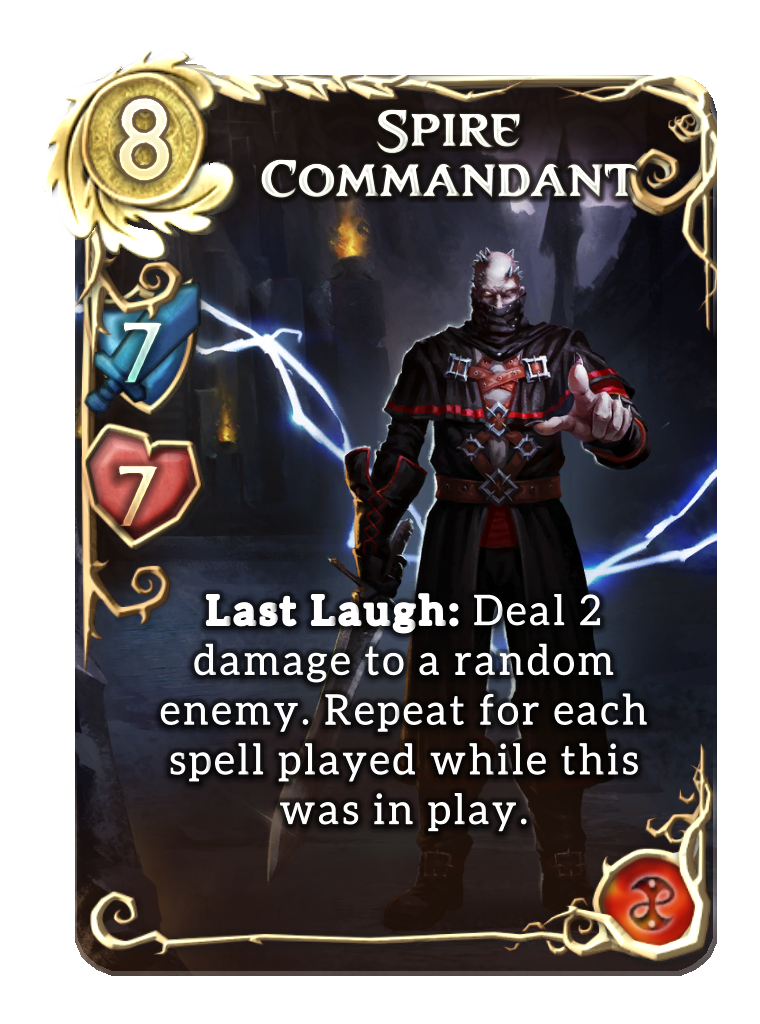 8
Spire
Commandant
7
7
Last Laugh: Deal 2
damage to a random
enemy. Repeat for each
spell played while this
was in play.